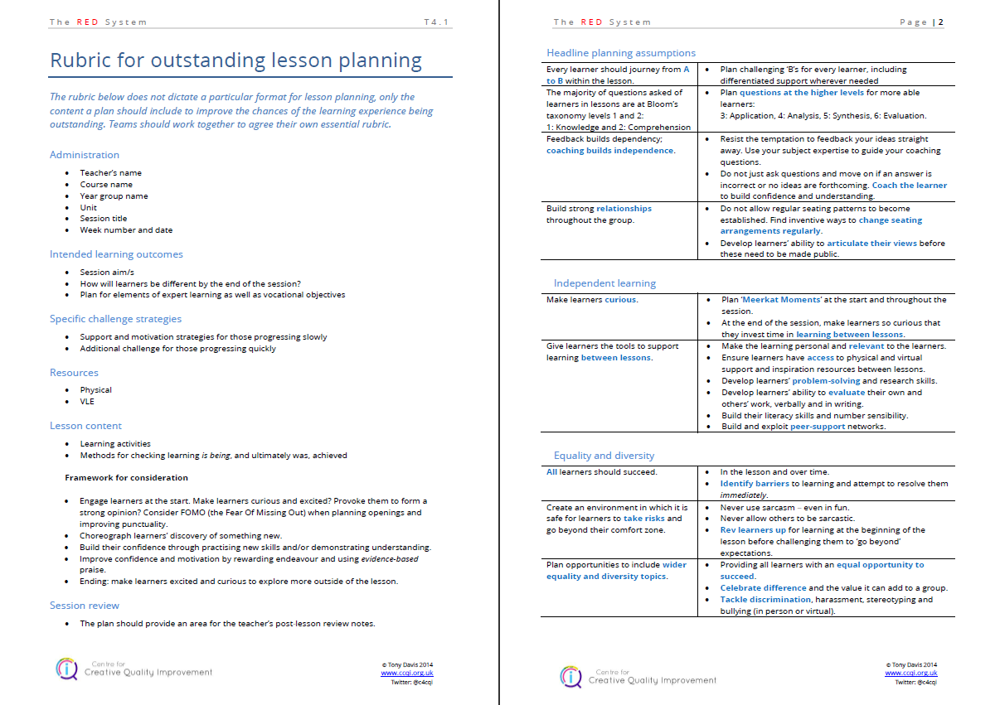 The RED System T4.1
Rubric for outstanding lesson planning
The rubric below does not dictate a particular format for lesson planning, only the
content a plan should include to improve the chances of the learning experience being
outstanding. Teams should work together to agree their own essential rubric.
Administration
• Teacher's name
• Course name
• Year group name
• Unit
• Session title
• Week number and date
Intended learning outcomes
• Session aim/s
• How will learners be different by the end of the session?
• Plan for elements of expert learning as well as vocational objectives
Specific challenge strategies
• Support and motivation strategies for those progressing slowly
• Additional challenge for those progressing quickly
Resources
• Physical
• VLE
Lesson content
• Learning activities
• Methods for checking learning is being, and ultimately was, achieved
Framework for consideration
• Engage learners at the start. Make learners curious and excited? Provoke them to form a
strong opinion? Consider FOMO (the Fear Of Missing Out) when planning openings and
improving punctuality.
• Choreograph learners' discovery of something new.
• Build their confidence through practising new skills and/or demonstrating understanding.
• Improve confidence and motivation by rewarding endeavour and using evidence-based
praise.
• Ending: make learners excited and curious to explore more outside of the lesson.
Session review
• The plan should provide an area for the teacher's post-lesson review notes.
Centre for
Creative Quality Improvement
© Tony Davis 2014
www.ccqi.org.uk
Twitter: @c4cqi
The RED System Page | 2
Headline planning assumptions
Every learner should journey from A
to B within the lesson.
• Plan challenging 'B's for every learner, including
differentiated support wherever needed
The majority of questions asked of
learners in lessons are at Bloom's
taxonomy levels 1 and 2:
1: Knowledge and 2: Comprehension
• Plan questions at the higher levels for more able
learners:
3: Application, 4: Analysis, 5: Synthesis, 6: Evaluation.
Feedback builds dependency;
coaching builds independence.
• Resist the temptation to feedback your ideas straight
away. Use your subject expertise to guide your coaching
questions.
• Do not just ask questions and move on if an answer is
incorrect or no ideas are forthcoming. Coach the learner
to build confidence and understanding.
Build strong relationships
throughout the group.
• Do not allow regular seating patterns to become
established. Find inventive ways to change seating
arrangements regularly.
• Develop learners' ability to articulate their views before
these need to be made public.
Independent learning
Make learners curious.
• Plan 'Meerkat Moments' at the start and throughout the
session.
• At the end of the session, make learners so curious that
they invest time in learning between lessons.
Give learners the tools to support
learning between lessons.
• Make the learning personal and relevant to the learners.
• Ensure learners have access to physical and virtual
support and inspiration resources between lessons.
• Develop learners' problem-solving and research skills.
• Develop learners' ability to evaluate their own and
others' work, verbally and in writing.
• Build their literacy skills and number sensibility.
• Build and exploit peer-support networks.
Equality and diversity
All learners should succeed.
• In the lesson and over time.
• Identify barriers to learning and attempt to resolve them
immediately.
Create an environment in which it is
safe for learners to take risks and
go beyond their comfort zone.
• Never use sarcasm – even in fun.
• Never allow others to be sarcastic.
• Rev learners up for learning at the beginning of the
lesson before challenging them to 'go beyond'
expectations.
Plan opportunities to include wider
equality and diversity topics.
• Providing all learners with an equal opportunity to
succeed.
• Celebrate difference and the value it can add to a group.
• Tackle discrimination, harassment, stereotyping and
bullying (in person or virtual).
Centre for
Creative Quality Improvement
© Tony Davis 2014
www.ccqi.org.uk
Twitter: @c4cqi